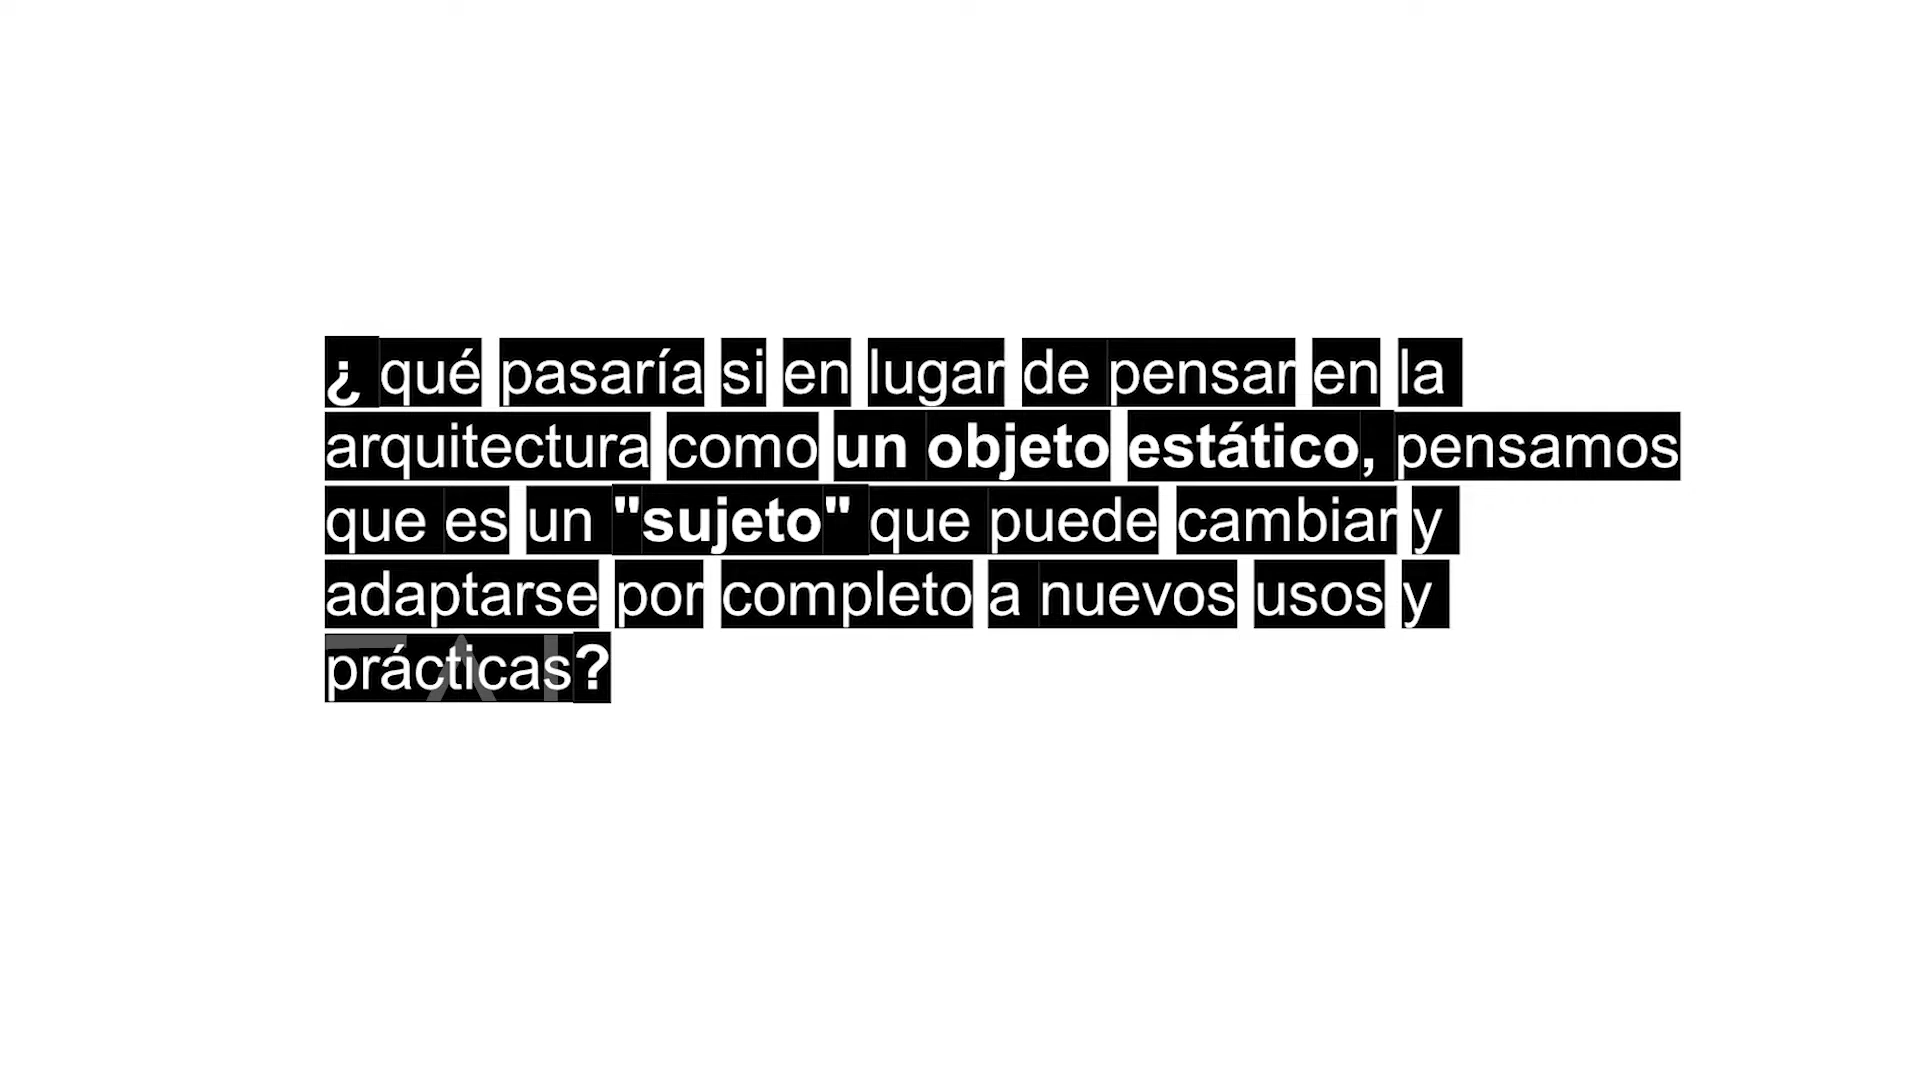 ¿ qué pasaría si en lugar de pensar en la
arquitectura como un objeto estático, pensamos
que es un "sujeto" que puede cambiar y
adaptarse por completo a nuevos usos y
prácticas?